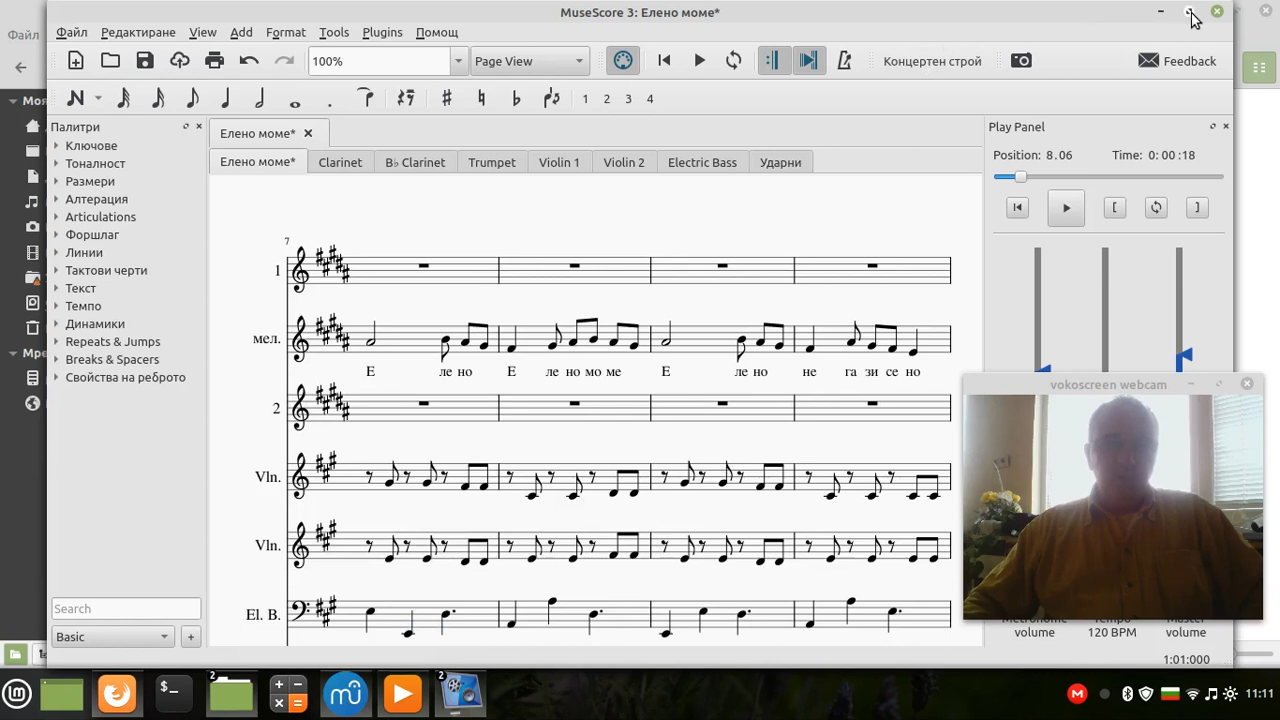 MuseScore 3: Елено моме*
Файл
Файл Редактиране View Add Format Tools Plugins Помощ
100% Page View Концертен строй Feedback
1 2 3 4
Палитри
Елено моме*
Play Panel
Моя
Ключове
Тоналност
Размери
Алтерация
Articulations
Форшлаг
Линии
Тактови черти
Текст
Темпо
Динамики
Repeats & Jumps
Breaks & Spacers
Свойства на реброто
Мре
Search
Basic
+
Елено моме* Clarinet B♭ Clarinet Trumpet Violin 1 Violin 2 Electric Bass Ударни
Position: 8.06 Time: 0:00:18
7
1
мел.
Е ле но Е ле но мо ме Е ле но не га зи се но
2
Vln.
Vln.
El. B.
vokoscreen webcam
volume 120 BPM volume
1:01:000
2 2 11:11